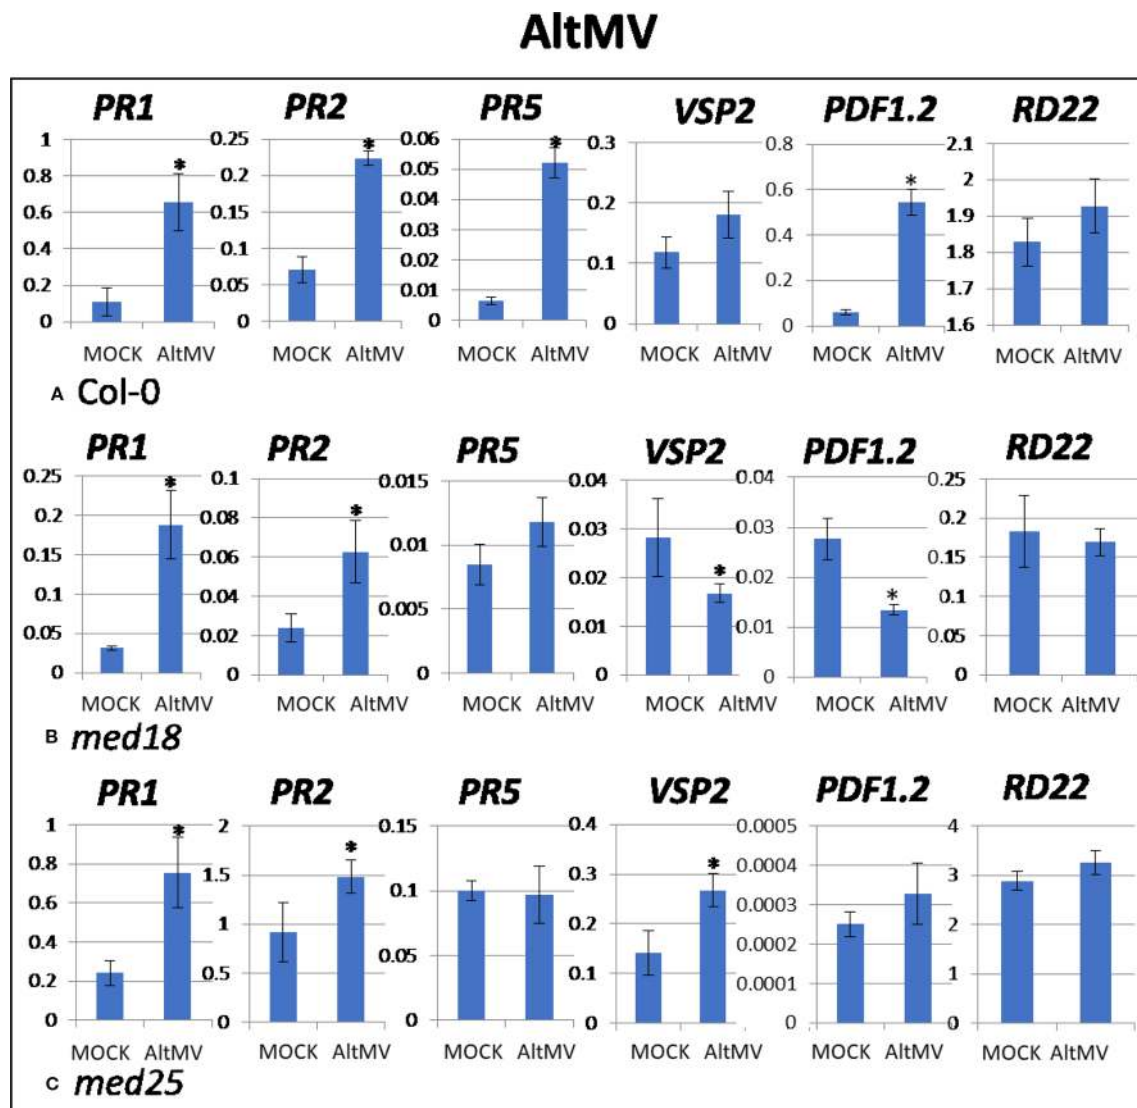 AltMV
PR1 PR2 PR5 VSP2 PDF1.2 RD22
1 0.8 0.6 0.4 0.2 0
0.25 0.2 0.15 0.1 0.05 0
0.06 0.05 0.04 0.03 0.02 0.01 0
0.3 0.2 0.1 0
0.8 0.6 0.4 0.2 0
2.1 2 1.9 1.8 1.7 1.6
* * * *
MOCK AltMV MOCK AltMV MOCK AltMV MOCK AltMV MOCK AltMV MOCK AltMV
A Col-0
PR1 PR2 PR5 VSP2 PDF1.2 RD22
0.25 0.2 0.15 0.1 0.05 0
0.1 0.08 0.06 0.04 0.02 0
0.015 0.01 0.005 0
0.04 0.03 0.02 0.01 0
0.04 0.03 0.02 0.01 0
0.25 0.2 0.15 0.1 0.05 0
* * * *
MOCK AltMV MOCK AltMV MOCK AltMV MOCK AltMV MOCK AltMV MOCK AltMV
B med18
PR1 PR2 PR5 VSP2 PDF1.2 RD22
1 0.8 0.6 0.4 0.2 0
2 1.5 1 0.5 0
0.15 0.1 0.05 0
0.4 0.3 0.2 0.1 0
0.0005 0.0004 0.0003 0.0002 0.0001 0
4 3 2 1 0
* * *
MOCK AltMV MOCK AltMV MOCK AltMV MOCK AltMV MOCK AltMV MOCK AltMV
C med25